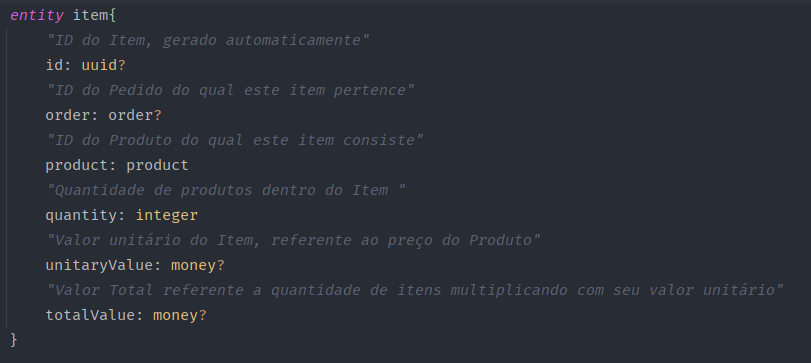 entity item{
"ID do Item, gerado automaticamente"
id: uuid?
"ID do Pedido do qual este item pertence"
order: order?
"ID do Produto do qual este item consiste"
product: product
"Quantidade de produtos dentro do Item "
quantity: integer
"Valor unitário do Item, referente ao preço do Produto"
unitaryValue: money?
"Valor Total referente a quantidade de itens multiplicando com seu valor unitário"
totalValue: money?
}